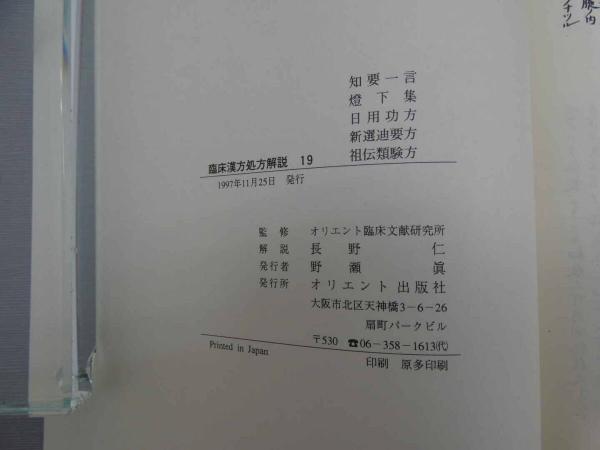 知要一言
燈下集
日用功方
新選迪要方
祖伝類験方
臨床漢方処方解説 19
1997年11月25日 発行
監修 オリエント臨床文献研究所
解説 長野 仁
発行者 野瀬 眞
発行所 オリエント出版社
大阪市北区天神橋3-6-26
扇町パークビル
〒530 ☎06-358-1613(代)
Printed in Japan
印刷 原多印刷